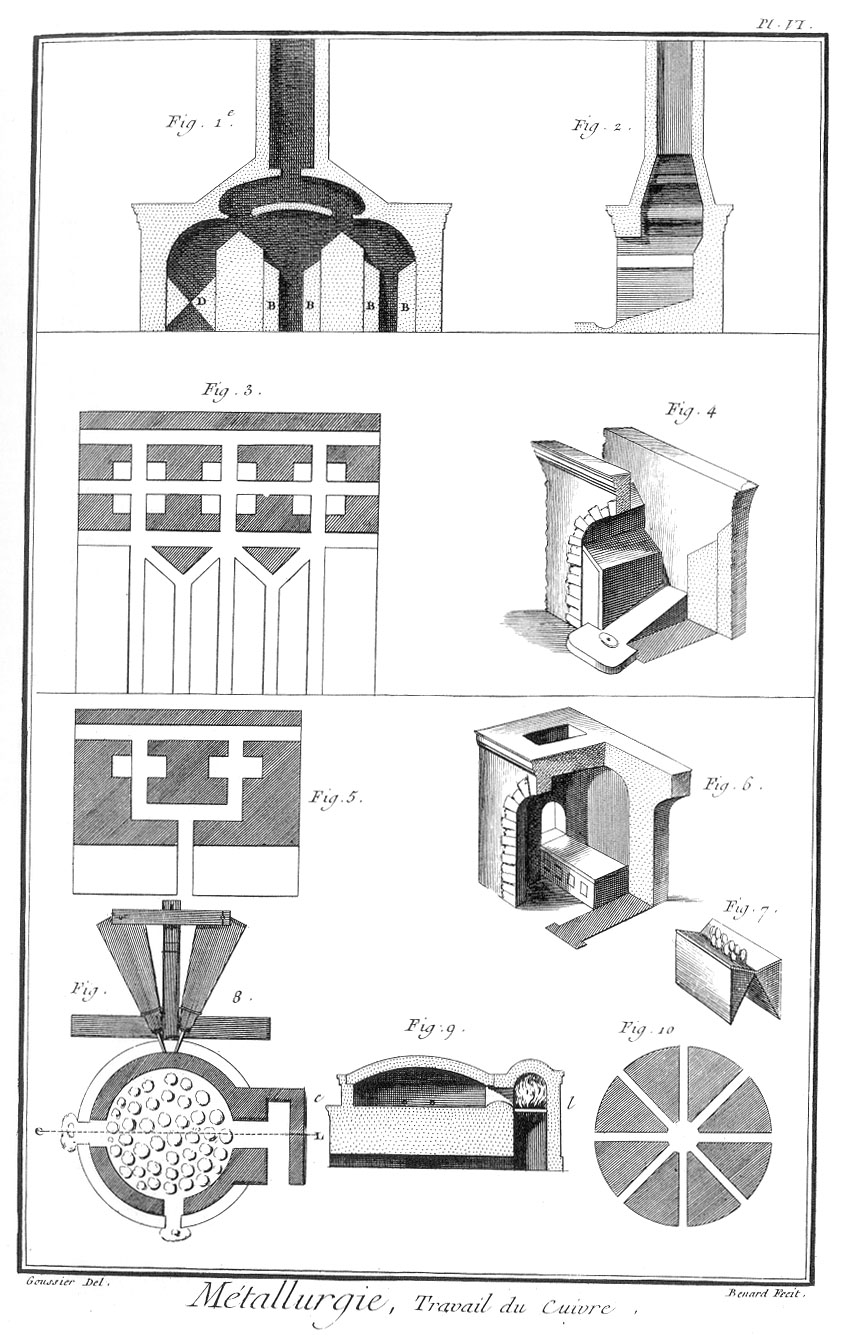 Pl. VI.
Fig. 1.e
Fig. 2.
D B B B B
Fig. 3.
Fig. 4
Fig. 5.
Fig. 6.
Fig. 7.
Fig. 8.
Fig. 9.
Fig. 10
c
L
l
Goussier Del.
Métallurgie, Travail du Cuivre.
Benard Fecit.